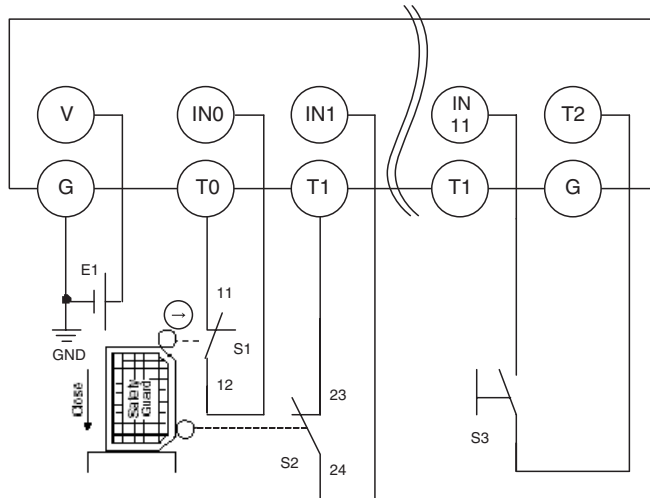 V
IN0
IN1
IN
11
T2
G
T0
T1
T1
G
E1
11
→
S1
GND
12
Close
Safety
Guard
23
S3
S2
24